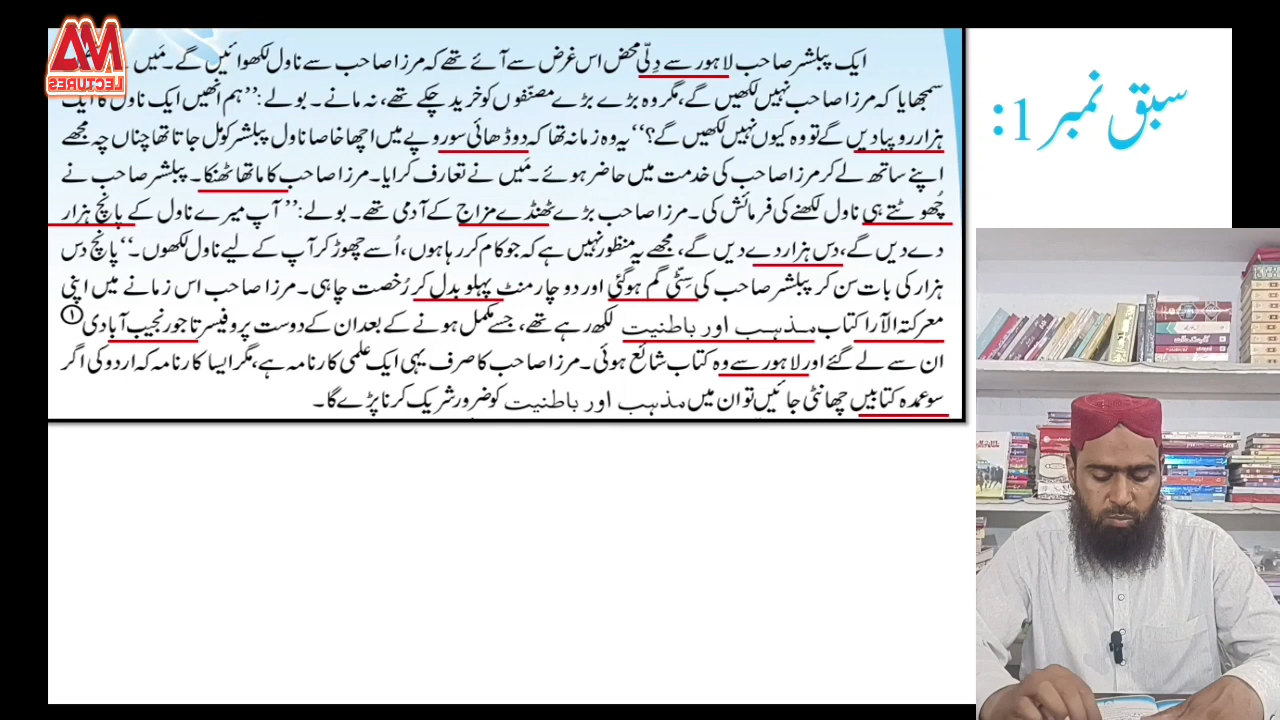 MA
LECTURES
سبق نمبر 1:
ایک پبلشر صاحب لاہور سے دِلّی محض اس غرض سے آئے تھے کہ مرزا صاحب سے ناول لکھوائیں گے۔ مَیں
سمجھایا کہ مرزا صاحب نہیں لکھیں گے، مگر وہ بڑے بڑے مصنّفوں کو خرید چکے تھے، نہ مانے۔ بولے: ’’ہم انھیں ایک ناول کا ایک
ہزار روپیا دیں گے تو وہ کیوں نہیں لکھیں گے؟‘‘ یہ وہ زمانہ تھا کہ دو ڈھائی سو روپے میں اچھا خاصا ناول پبلشر کو مل جاتا تھا چناں چہ مجھے
اپنے ساتھ لے کر مرزا صاحب کی خدمت میں حاضر ہوئے۔ مَیں نے تعارف کرایا۔ مرزا صاحب کا ماتھا ٹھنکا۔ پبلشر صاحب نے
چُھوٹتے ہی ناول لکھنے کی فرمائش کی۔ مرزا صاحب بڑے ٹھنڈے مزاج کے آدمی تھے۔ بولے: ’’آپ میرے ناول کے پانچ ہزار
دے دیں گے، دس ہزار دے دیں گے، مجھے یہ منظور نہیں ہے کہ جو کام کر رہا ہوں، اُسے چھوڑ کر آپ کے لیے ناول لکھوں۔‘‘ پانچ دس
ہزار کی بات سن کر پبلشر صاحب کی سِٹّی گم ہو گئی اور دو چار منٹ پہلو بدل کر رُخصت چاہی۔ مرزا صاحب اس زمانے میں اپنی
معرکتہ الآرا کتاب مذہب اور باطنیت لکھ رہے تھے، جسے مکمل ہونے کے بعد ان کے دوست پروفیسر تاجور نجیب آبادی (۱)
ان سے لے گئے اور لاہور سے وہ کتاب شائع ہوئی۔ مرزا صاحب کا صرف یہی ایک علمی کارنامہ ہے، مگر ایسا کارنامہ کہ اردو کی اگر
سو عمدہ کتابیں چھانٹی جائیں تو ان میں مذہب اور باطنیت کو ضرور شریک کرنا پڑے گا۔